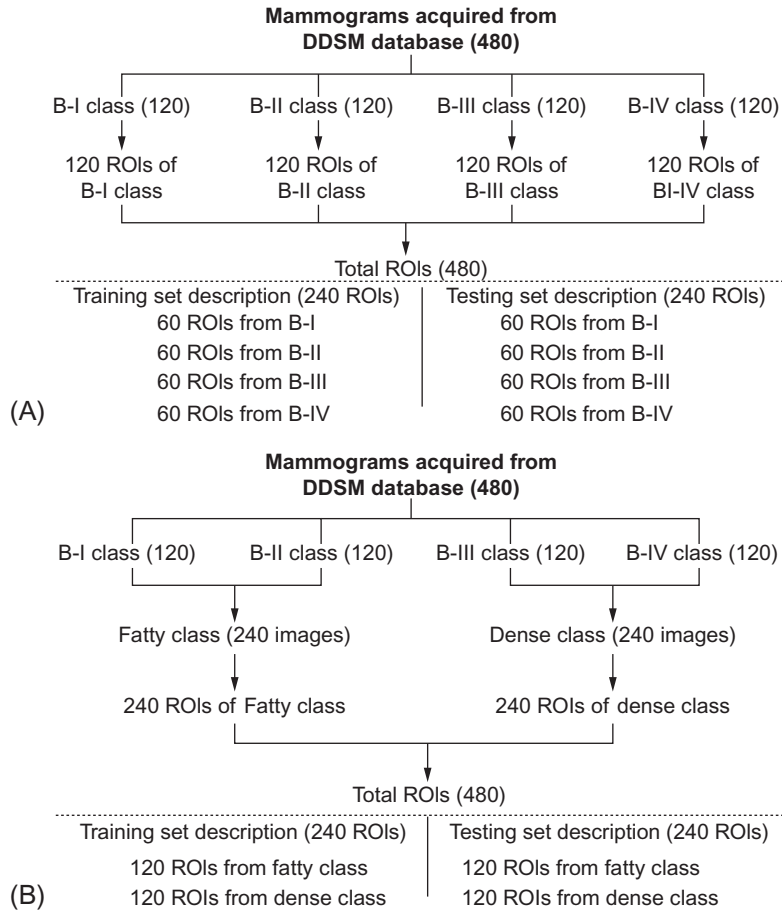 Mammograms acquired from
DDSM database (480)
B-I class (120) B-II class (120) B-III class (120) B-IV class (120)
120 ROIs of 120 ROIs of 120 ROIs of 120 ROIs of
B-I class B-II class B-III class BI-IV class
Total ROIs (480)
Training set description (240 ROIs) Testing set description (240 ROIs)
60 ROIs from B-I 60 ROIs from B-I
60 ROIs from B-II 60 ROIs from B-II
60 ROIs from B-III 60 ROIs from B-III
(A) 60 ROIs from B-IV 60 ROIs from B-IV
Mammograms acquired from
DDSM database (480)
B-I class (120) B-II class (120) B-III class (120) B-IV class (120)
Fatty class (240 images) Dense class (240 images)
240 ROIs of Fatty class 240 ROIs of dense class
Total ROIs (480)
Training set description (240 ROIs) Testing set description (240 ROIs)
120 ROIs from fatty class 120 ROIs from fatty class
(B) 120 ROIs from dense class 120 ROIs from dense class